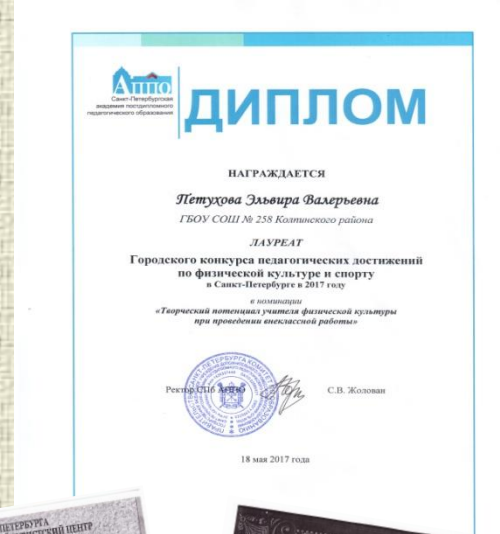 АППО
Санкт-Петербургская
академия постдипломного
педагогического образования
ДИПЛОМ
НАГРАЖДАЕТСЯ
Петухова Эльвира Валерьевна
ГБОУ СОШ № 258 Колпинского района
ЛАУРЕАТ
Городского конкурса педагогических достижений
по физической культуре и спорту
в Санкт-Петербурге в 2017 году
в номинации
«Творческий потенциал учителя физической культуры
при проведении внеклассной работы»
Ректор СПб АППО
С.В. Жолован
18 мая 2017 года
ПЕТЕРБУРГА
ЦЕНТР